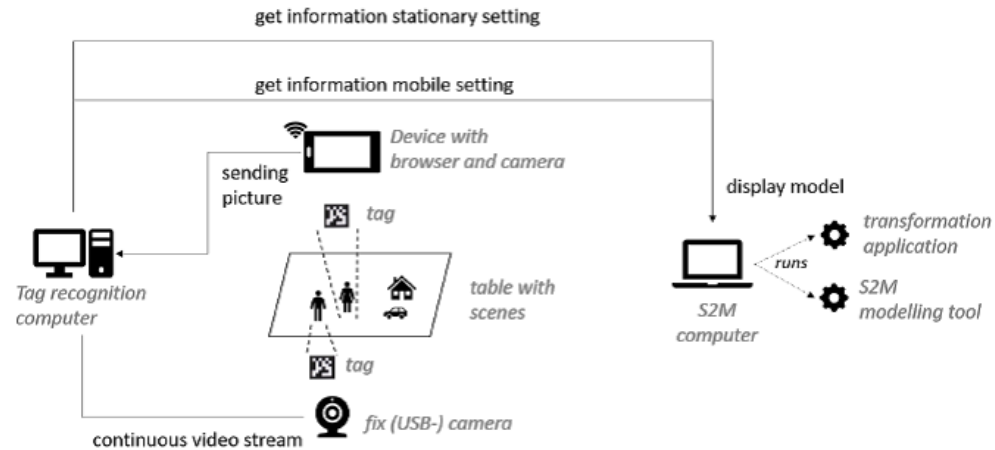 get information stationary setting
get information mobile setting
Device with
browser and camera
sending
picture
display model
tag
transformation
application
runs
Tag recognition
computer
table with
scenes
S2M
computer
S2M
modelling tool
tag
fix (USB-) camera
continuous video stream